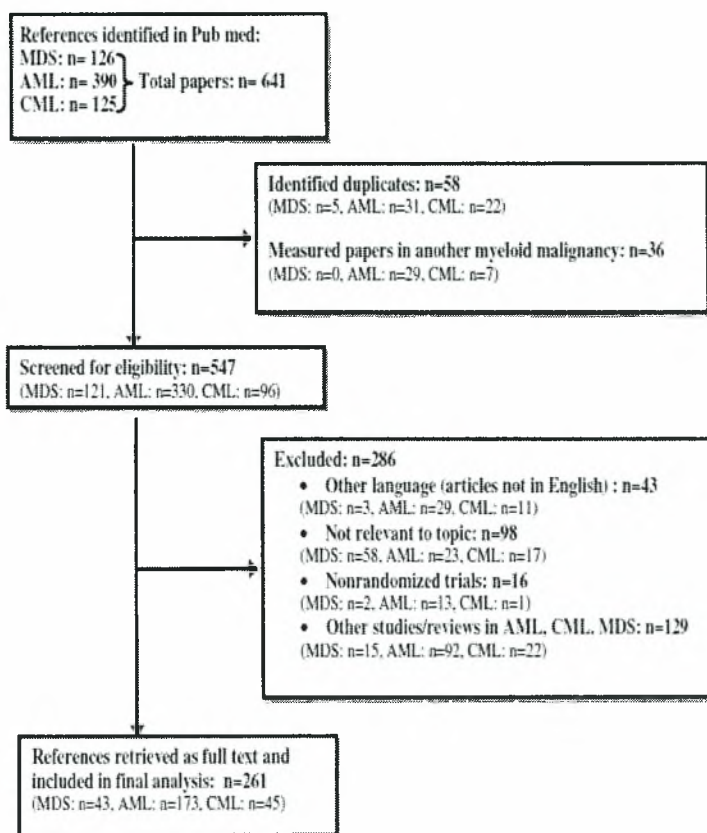 References identified in Pub med:
MDS: n= 126
AML: n= 390
CML: n= 125
Total papers: n= 641
Identified duplicates: n=58
(MDS: n=5, AML: n=31, CML: n=22)
Measured papers in another myeloid malignancy: n=36
(MDS: n=0, AML: n=29, CML: n=7)
Screened for eligibility: n=547
(MDS: n=121, AML: n=330, CML: n=96)
Excluded: n=286
• Other language (articles not in English) : n=43
(MDS: n=3, AML: n=29, CML: n=11)
• Not relevant to topic: n=98
(MDS: n=58, AML: n=23, CML: n=17)
• Nonrandomized trials: n=16
(MDS: n=2, AML: n=13, CML: n=1)
• Other studies/reviews in AML, CML, MDS: n=129
(MDS: n=15, AML: n=92, CML: n=22)
References retrieved as full text and
included in final analysis: n=261
(MDS: n=43, AML: n=173, CML: n=45)